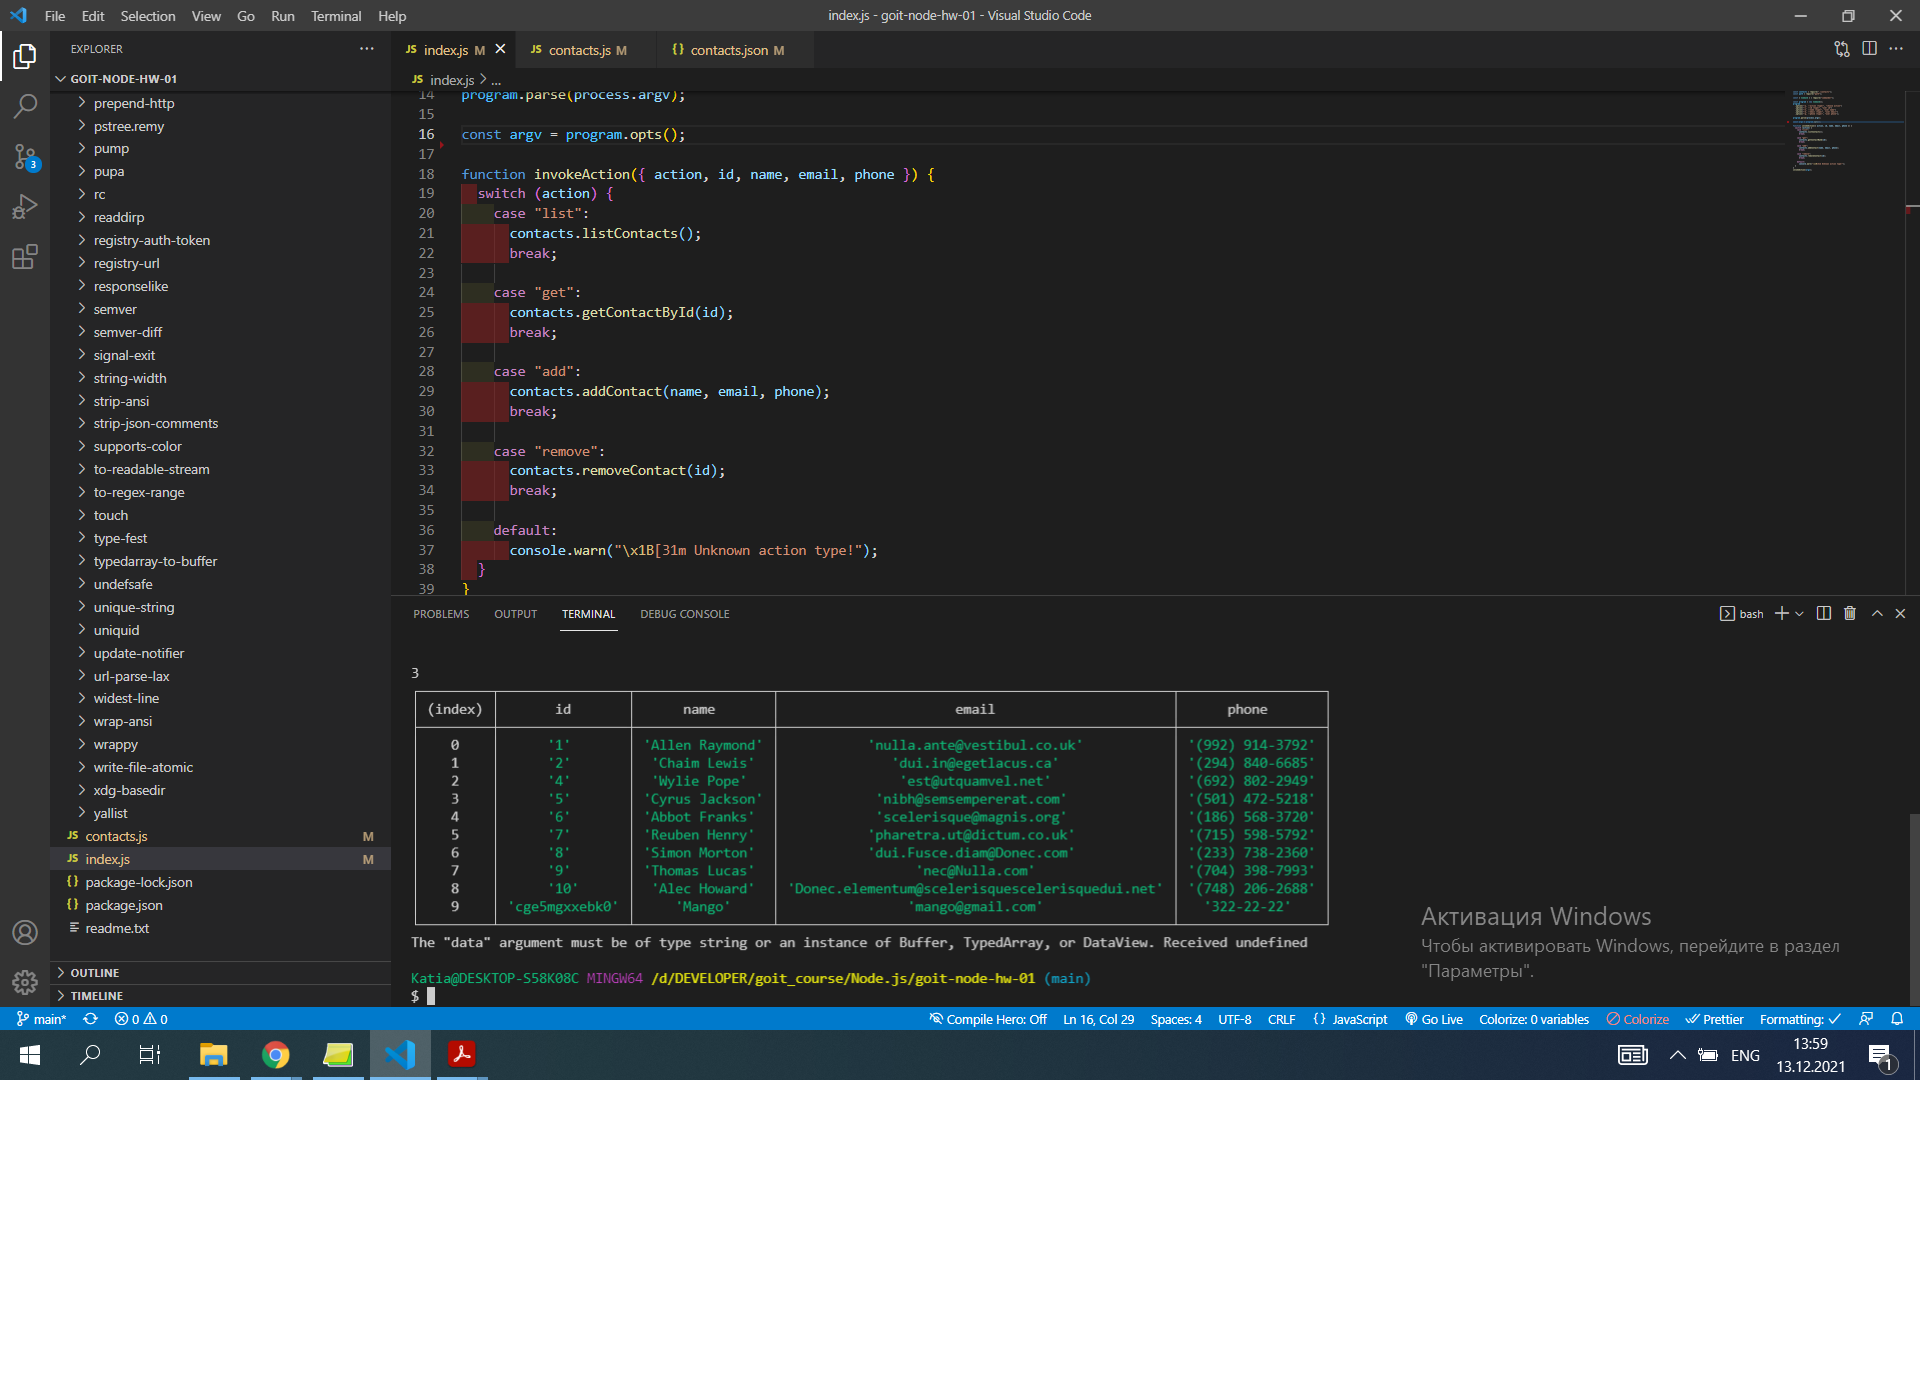 File Edit Selection View Go Run Terminal Help
index.js - goit-node-hw-01 - Visual Studio Code
EXPLORER
GOIT-NODE-HW-01
prepend-http
pstree.remy
pump
pupa
rc
readdirp
registry-auth-token
registry-url
responselike
semver
semver-diff
signal-exit
string-width
strip-ansi
strip-json-comments
supports-color
to-readable-stream
to-regex-range
touch
type-fest
typedarray-to-buffer
undefsafe
unique-string
uniquid
update-notifier
url-parse-lax
widest-line
wrap-ansi
wrappy
write-file-atomic
xdg-basedir
yallist
JS contacts.js M
JS index.js M
{} package-lock.json
{} package.json
readme.txt
OUTLINE
TIMELINE
3
JS index.js M
JS contacts.js M
{} contacts.json M
JS index.js > ...
14 program.parse(process.argv);
15
16 const argv = program.opts();
17
18 function invokeAction({ action, id, name, email, phone }) {
19 switch (action) {
20 case "list":
21 contacts.listContacts();
22 break;
23
24 case "get":
25 contacts.getContactById(id);
26 break;
27
28 case "add":
29 contacts.addContact(name, email, phone);
30 break;
31
32 case "remove":
33 contacts.removeContact(id);
34 break;
35
36 default:
37 console.warn("\x1B[31m Unknown action type!");
38 }
39 }
PROBLEMS OUTPUT TERMINAL DEBUG CONSOLE
bash
3
(index) id name email phone
0 '1' 'Allen Raymond' 'nulla.ante@vestibul.co.uk' '(992) 914-3792'
1 '2' 'Chaim Lewis' 'dui.in@egetlacus.ca' '(294) 840-6685'
2 '4' 'Wylie Pope' 'est@utquamvel.net' '(692) 802-2949'
3 '5' 'Cyrus Jackson' 'nibh@semsempererat.com' '(501) 472-5218'
4 '6' 'Abbot Franks' 'scelerisque@magnis.org' '(186) 568-3720'
5 '7' 'Reuben Henry' 'pharetra.ut@dictum.co.uk' '(715) 598-5792'
6 '8' 'Simon Morton' 'dui.Fusce.diam@Donec.com' '(233) 738-2360'
7 '9' 'Thomas Lucas' 'nec@Nulla.com' '(704) 398-7993'
8 '10' 'Alec Howard' 'Donec.elementum@scelerisquescelerisquedui.net' '(748) 206-2688'
9 'cge5mgxxebk0' 'Mango' 'mango@gmail.com' '322-22-22'
The "data" argument must be of type string or an instance of Buffer, TypedArray, or DataView. Received undefined
Katia@DESKTOP-S58K08C MINGW64 /d/DEVELOPER/goit_course/Node.js/goit-node-hw-01 (main)
$
Активация Windows
Чтобы активировать Windows, перейдите в раздел
"Параметры".
main* 0 0 Compile Hero: Off Ln 16, Col 29 Spaces: 4 UTF-8 CRLF {} JavaScript Go Live Colorize: 0 variables Colorize Prettier Formatting: ✓
ENG
13:59
13.12.2021
1